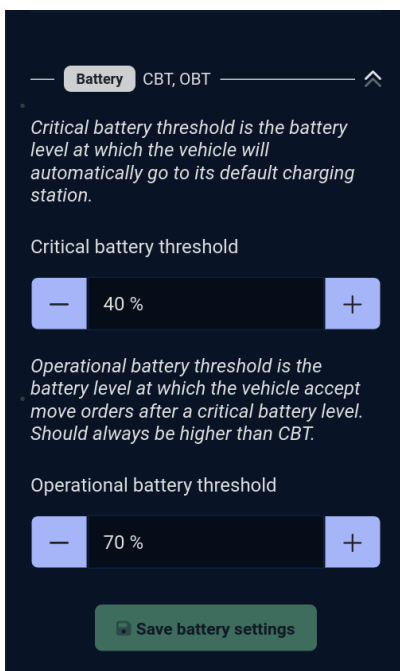 Battery CBT, OBT
Critical battery threshold is the battery
level at which the vehicle will
automatically go to its default charging
station.
Critical battery threshold
− 40 % +
Operational battery threshold is the
battery level at which the vehicle accept
move orders after a critical battery level.
Should always be higher than CBT.
Operational battery threshold
− 70 % +
Save battery settings